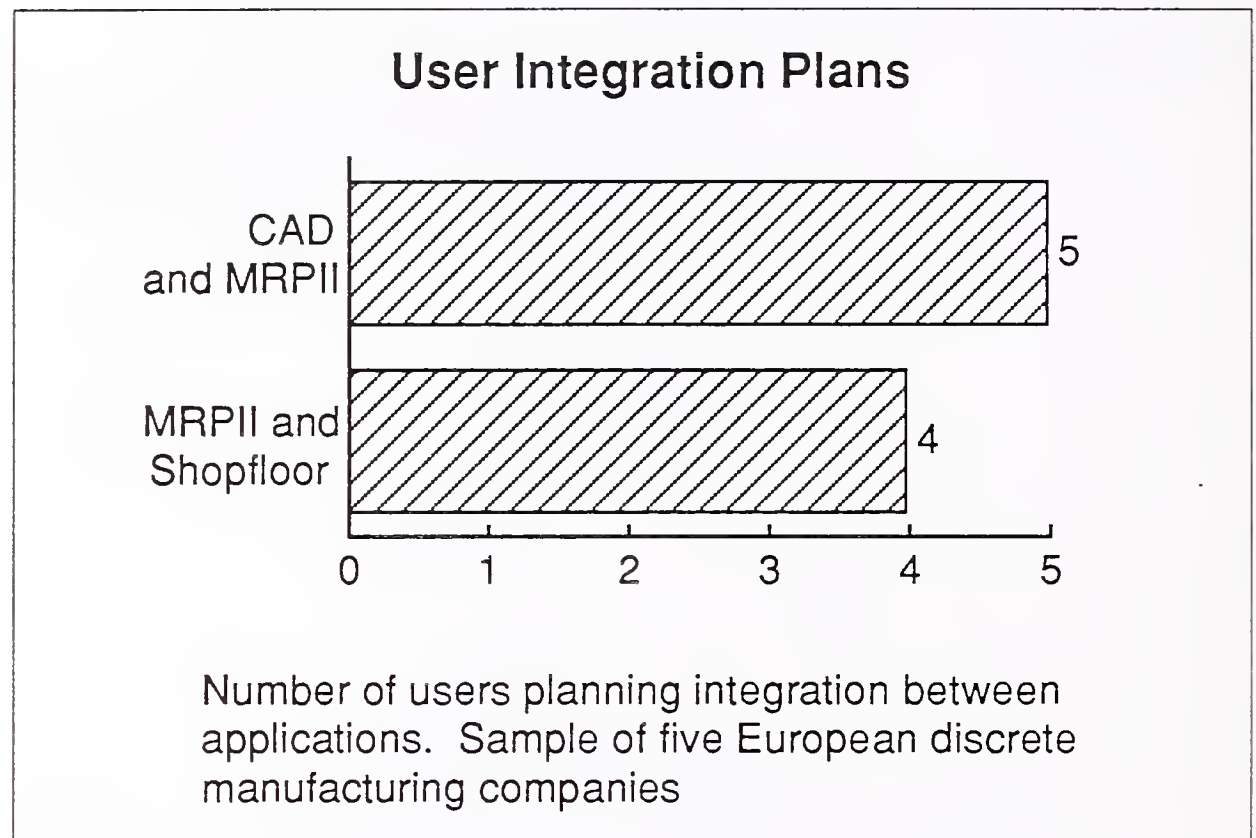 User Integration Plans
CAD
and MRPII
5
MRPII and
Shopfloor
4
0 1 2 3 4 5
Number of users planning integration between
applications. Sample of five European discrete
manufacturing companies